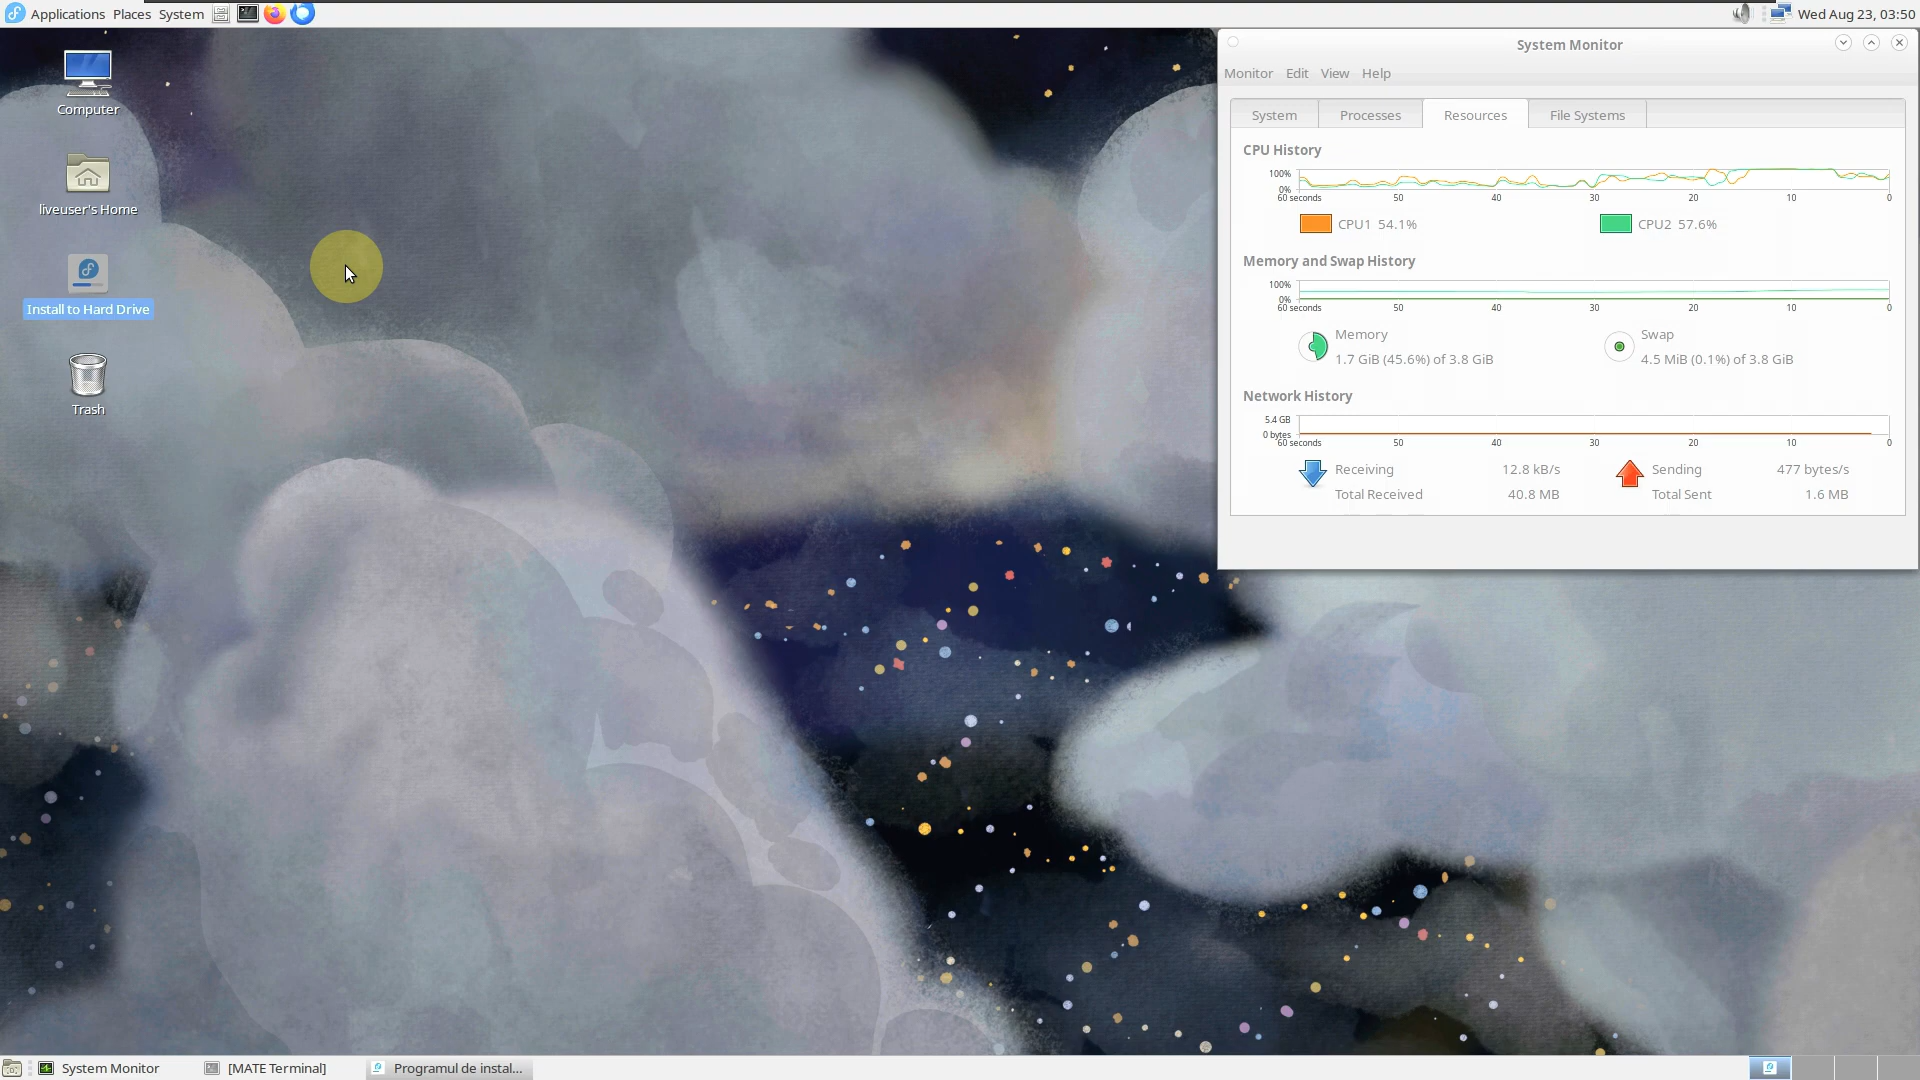 Applications Places System
Wed Aug 23, 03:50
Computer
liveuser's Home
Install to Hard Drive
Trash
System Monitor
Monitor Edit View Help
System Processes Resources File Systems
CPU History
100%
0%
60 seconds 50 40 30 20 10 0
CPU1 54.1% CPU2 57.6%
Memory and Swap History
100%
0%
60 seconds 50 40 30 20 10 0
Memory
1.7 GiB (45.6%) of 3.8 GiB
Swap
4.5 MiB (0.1%) of 3.8 GiB
Network History
5.4 GB
0 bytes
60 seconds 50 40 30 20 10 0
Receiving 12.8 kB/s Sending 477 bytes/s
Total Received 40.8 MB Total Sent 1.6 MB
System Monitor [MATE Terminal] Programul de instal...